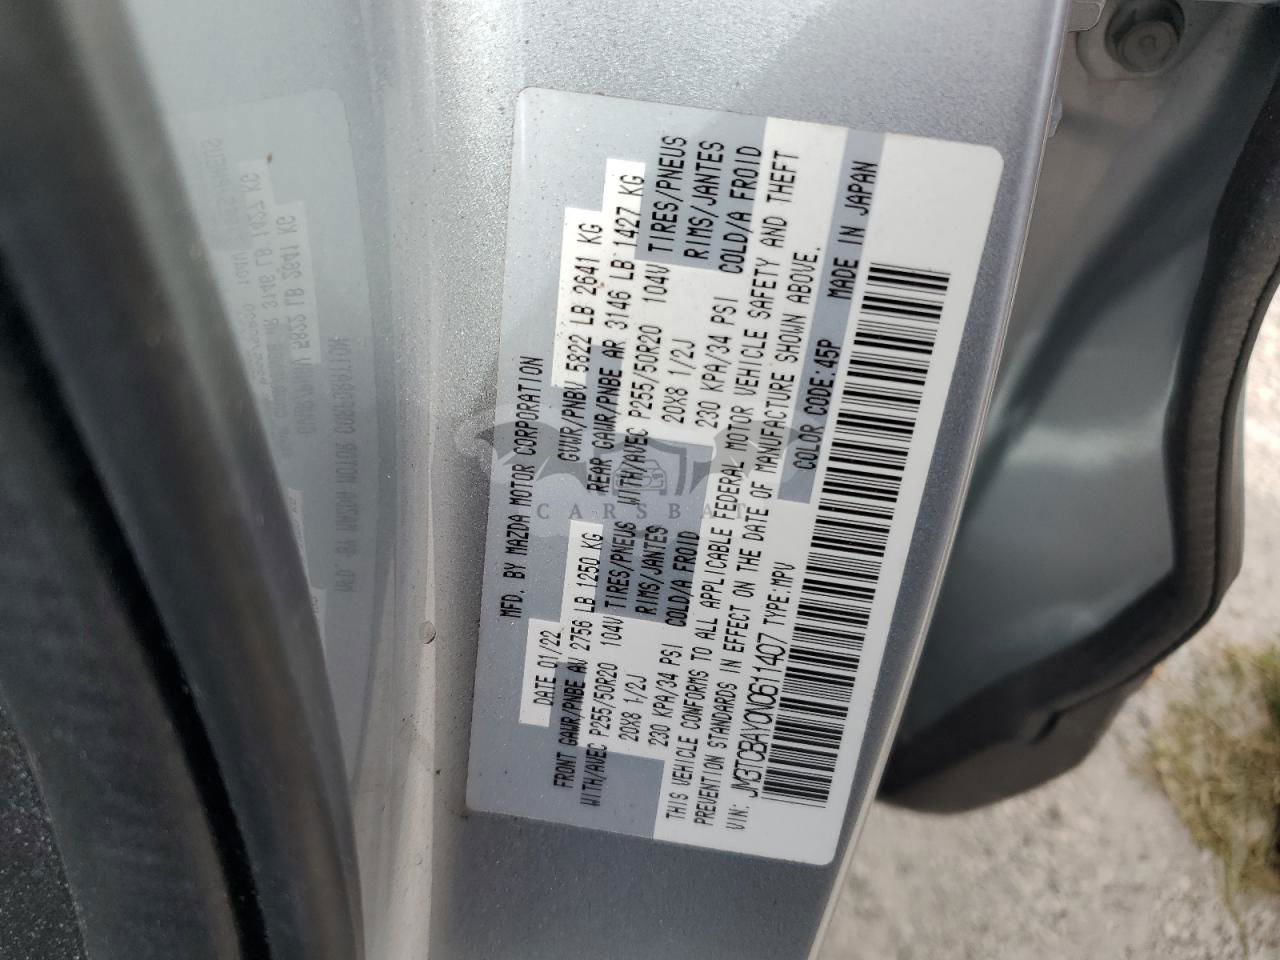 MFD. BY MAZDA MOTOR CORPORATION
DATE 01/22 GVWR/PNBV 5822 LB 2641 KG
FRONT GAWR/PNBE AV 2756 LB 1250 KG REAR GAWR/PNBE AR 3146 LB 1427 KG
WITH/AVEC P255/50R20 104V TIRES/PNEUS WITH/AVEC P255/50R20 104V TIRES/PNEUS
20X8 1/2J RIMS/JANTES 20X8 1/2J RIMS/JANTES
230 KPA/34 PSI COLD/A FROID 230 KPA/34 PSI COLD/A FROID
THIS VEHICLE CONFORMS TO ALL APPLICABLE FEDERAL MOTOR VEHICLE SAFETY AND THEFT
PREVENTION STANDARDS IN EFFECT ON THE DATE OF MANUFACTURE SHOWN ABOVE.
VIN: JM3TCBAY0N0611407 TYPE:MPV COLOR CODE:45P MADE IN JAPAN
CARSBAT